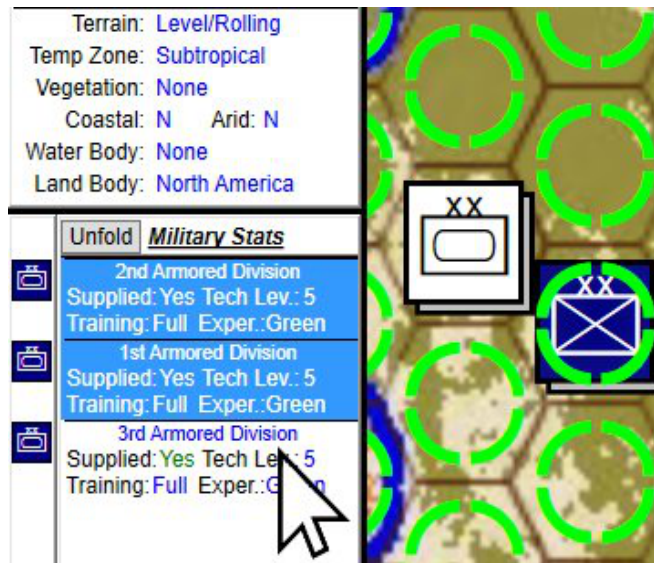 Terrain: Level/Rolling
Temp Zone: Subtropical
Vegetation: None
Coastal: N Arid: N
Water Body: None
Land Body: North America
Unfold Military Stats
2nd Armored Division
Supplied: Yes Tech Lev.: 5
Training: Full Exper.:Green
1st Armored Division
Supplied: Yes Tech Lev.: 5
Training: Full Exper.:Green
3rd Armored Division
Supplied: Yes Tech Lev.: 5
Training: Full Exper.:Green
XX
XX